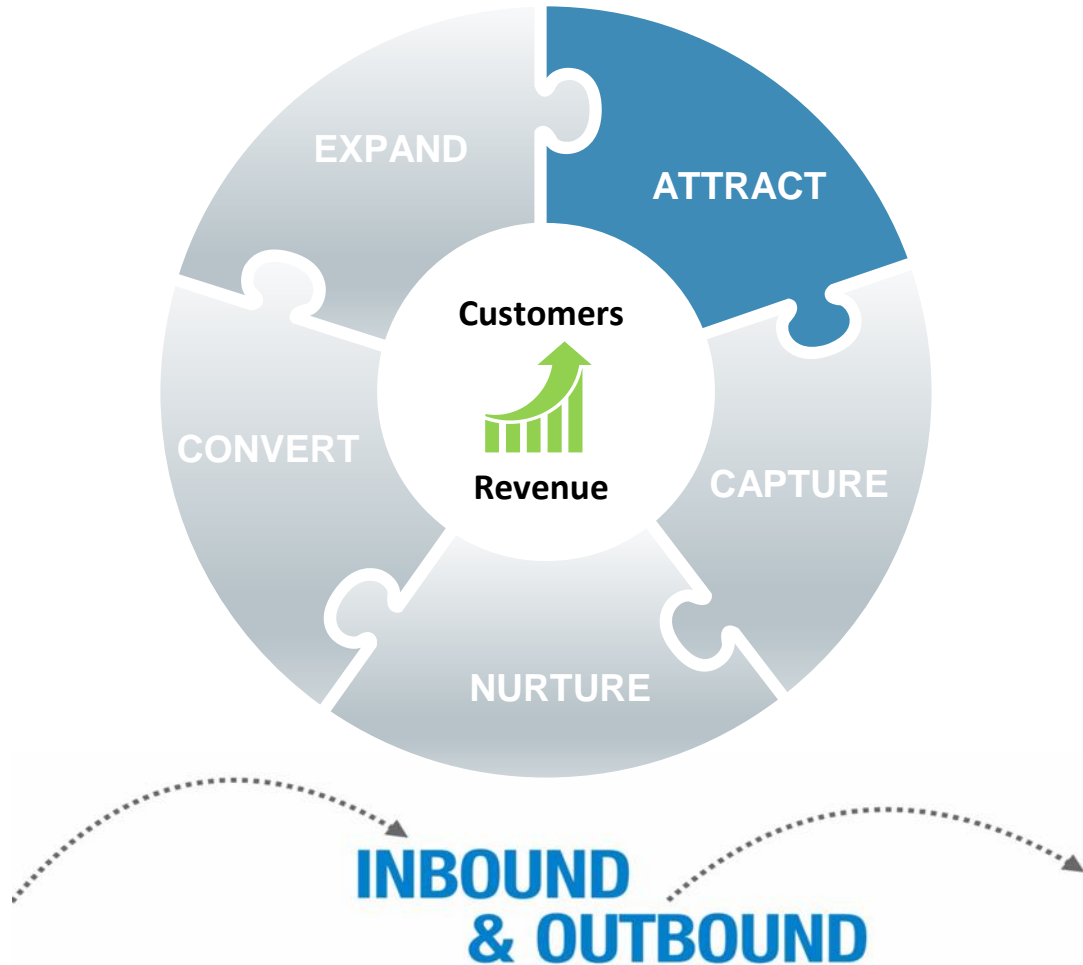 EXPAND
ATTRACT
Customers
CONVERT
CAPTURE
Revenue
NURTURE
INBOUND
& OUTBOUND